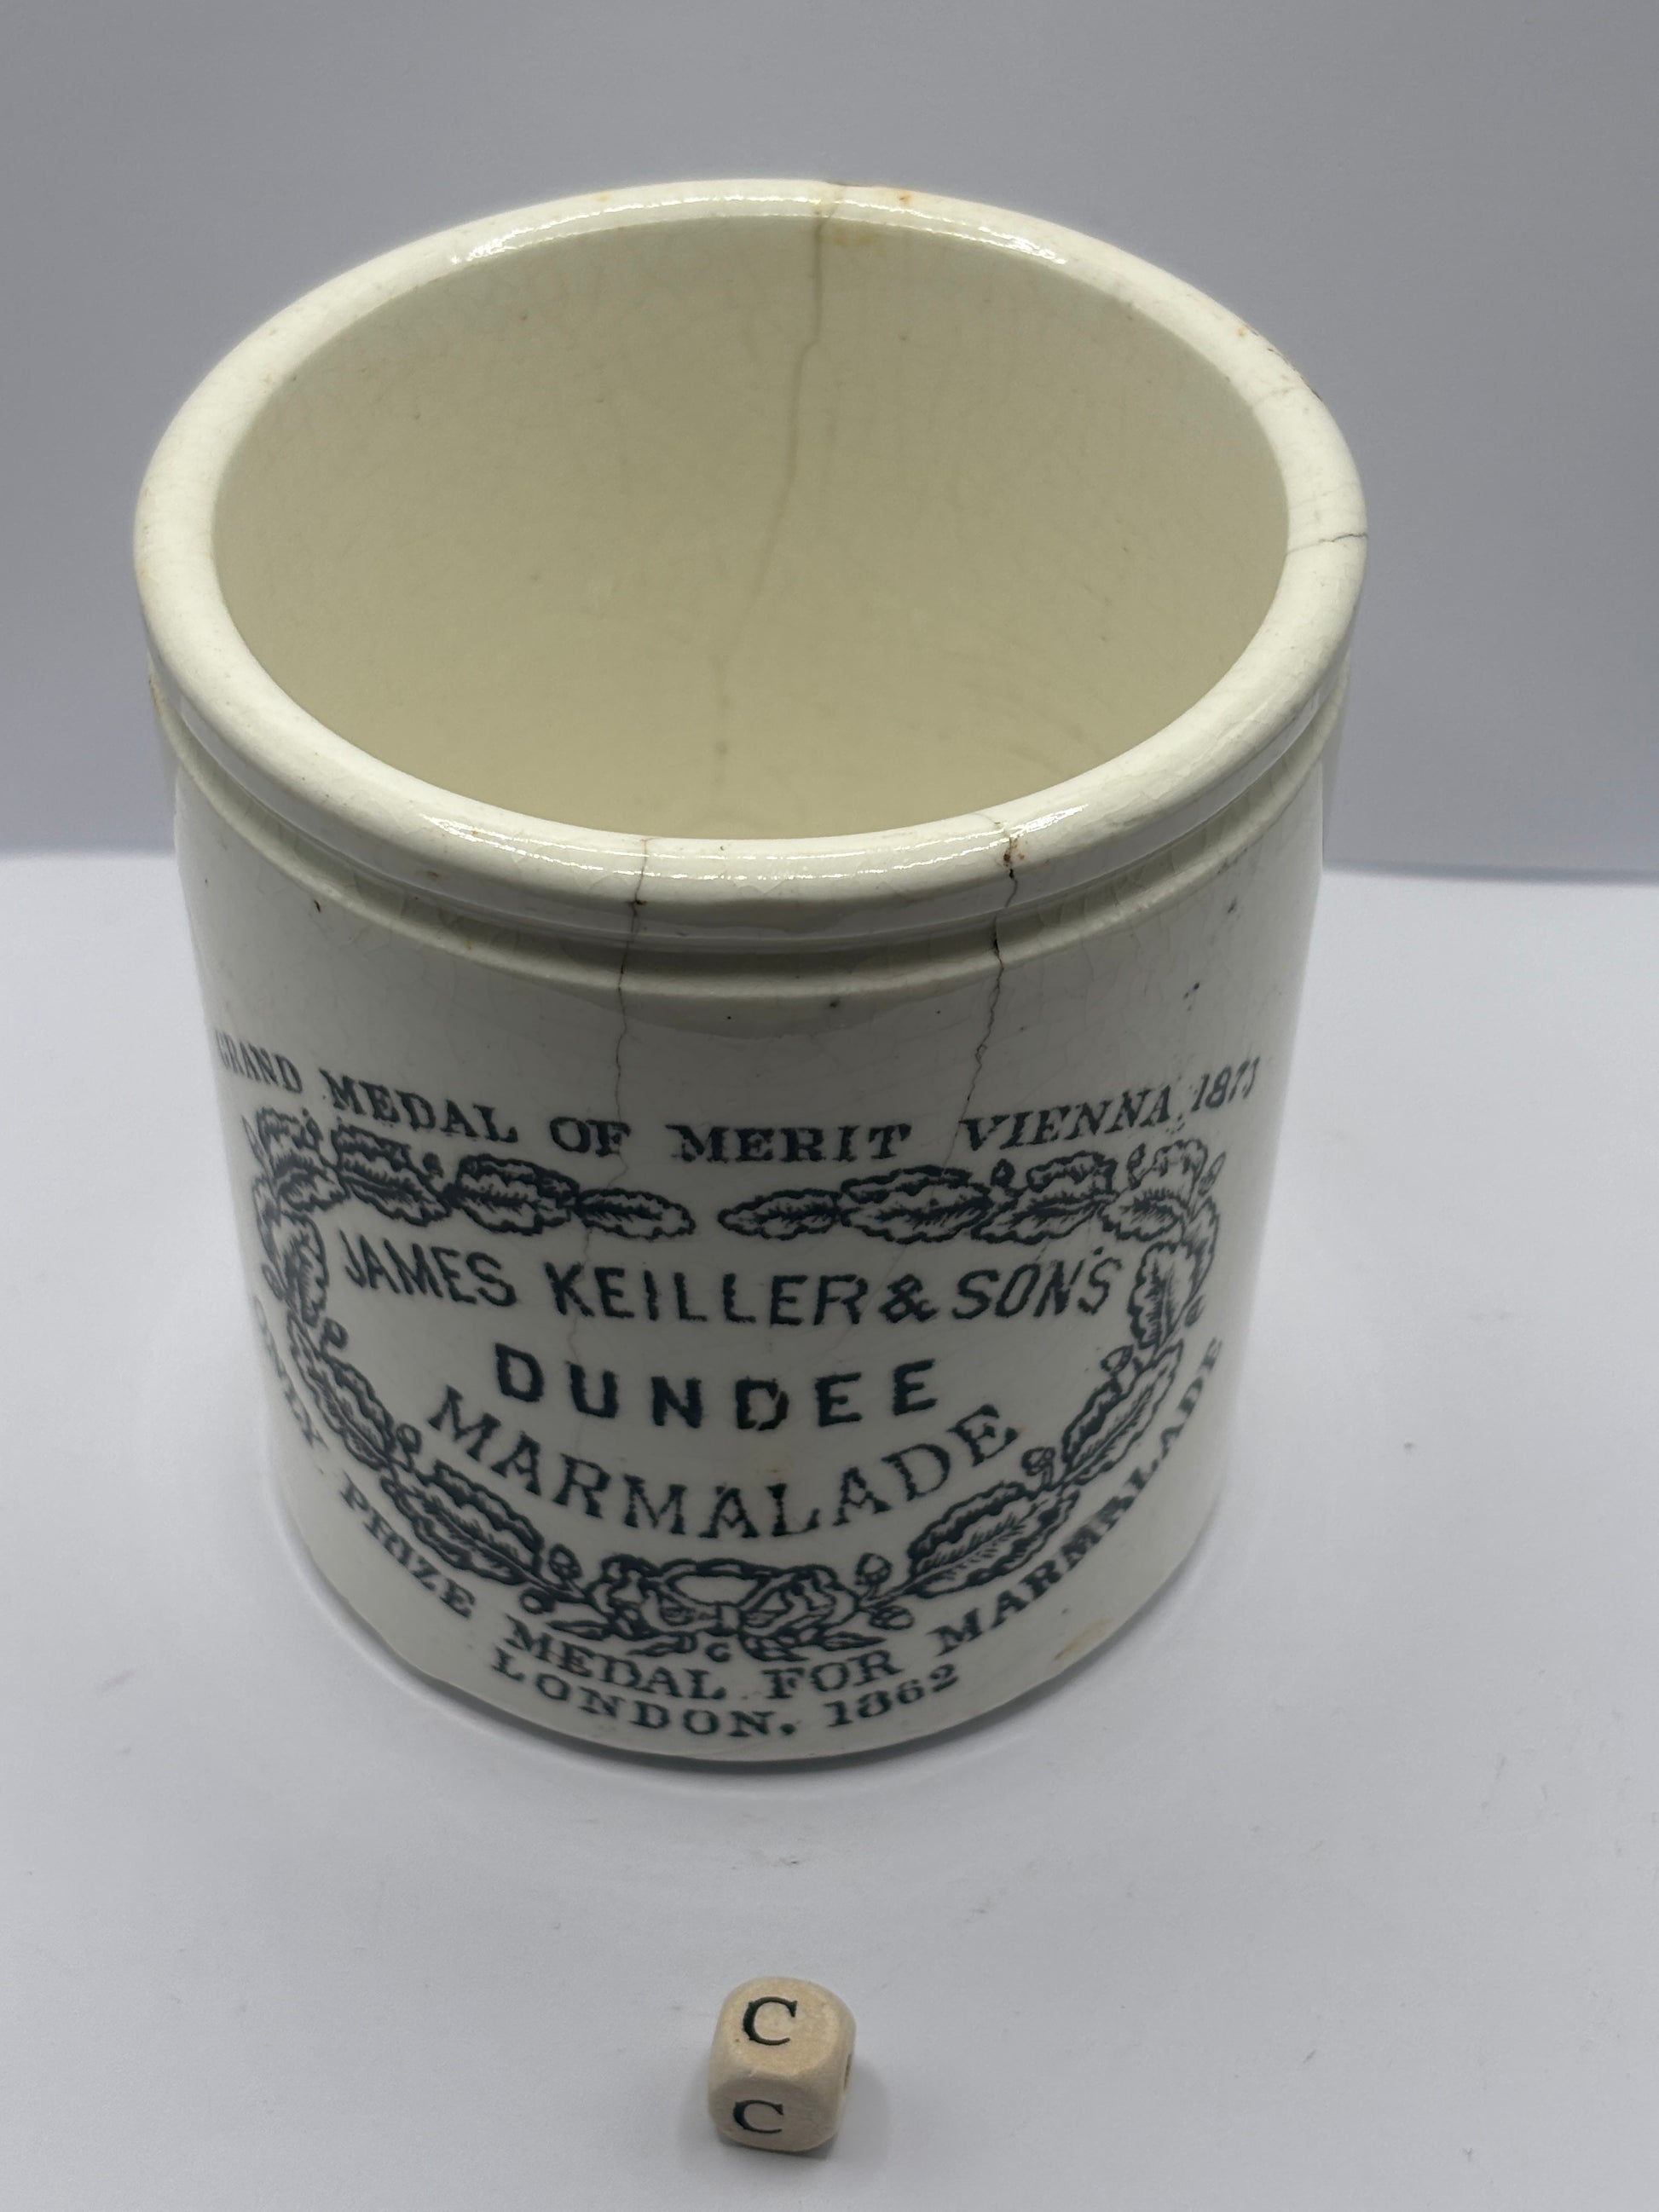 GRAND MEDAL OF MERIT VIENNA, 1873
JAMES KEILLER & SON'S
DUNDEE
MARMALADE
ONLY PRIZE MEDAL FOR MARMALADE
LONDON, 1862
C
C